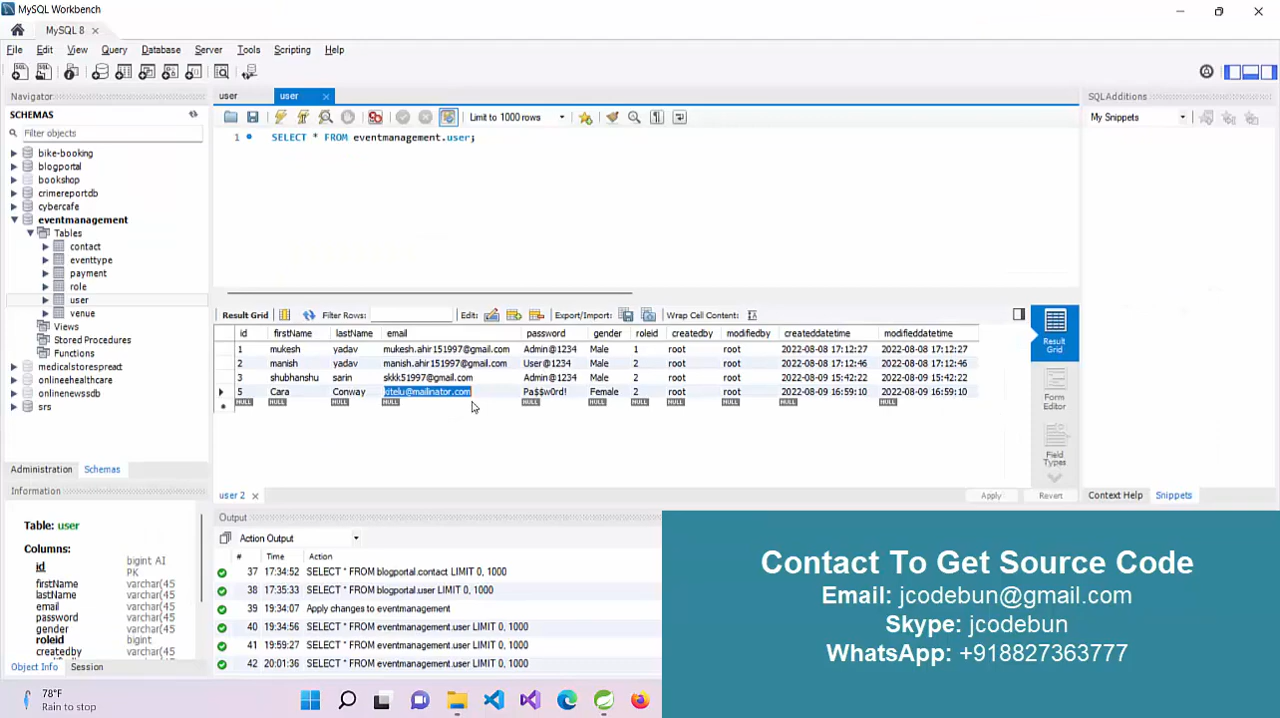 MySQL Workbench
MySQL 8
File Edit View Query Database Server Tools Scripting Help
Navigator
SCHEMAS
Filter objects
bike-booking
blogportal
bookshop
crimereportdb
cybercafe
eventmanagement
Tables
contact
eventtype
payment
role
user
venue
Views
Stored Procedures
Functions
medicalstorespreact
onlinehealthcare
onlinenewssdb
srs
Administration Schemas
Information
Table: user
Columns:
id bigint AI
PK
firstName varchar(45
lastName varchar(45
email varchar(45
password varchar(45
gender varchar(45
roleid bigint
createdby varchar(45
Object Info Session
user user
Limit to 1000 rows
1 SELECT * FROM eventmanagement.user;
Result Grid Filter Rows: Edit: Export/Import: Wrap Cell Content:
id firstName lastName email password gender roleid createdby modifiedby createddatetime modifieddatetime
1 mukesh yadav mukesh.ahir151997@gmail.com Admin@1234 Male 1 root root 2022-08-08 17:12:27 2022-08-08 17:12:27
2 manish yadav manish.ahir151997@gmail.com User@1234 Male 2 root root 2022-08-08 17:12:46 2022-08-08 17:12:46
3 shubhanshu sarin skkk51997@gmail.com Admin@1234 Male 2 root root 2022-08-09 15:42:22 2022-08-09 15:42:22
5 Cara Conway kitelu@mailinator.com Pa$$w0rd! Female 2 root root 2022-08-09 16:59:10 2022-08-09 16:59:10
NULL NULL NULL NULL NULL NULL NULL NULL NULL NULL NULL
Result
Grid
Form
Editor
Field
Types
user 2 Apply Revert
Output
Action Output
# Time Action
37 17:34:52 SELECT * FROM blogportal.contact LIMIT 0, 1000
38 17:35:33 SELECT * FROM blogportal.user LIMIT 0, 1000
39 19:34:07 Apply changes to eventmanagement
40 19:34:56 SELECT * FROM eventmanagement.user LIMIT 0, 1000
41 19:59:27 SELECT * FROM eventmanagement.user LIMIT 0, 1000
42 20:01:36 SELECT * FROM eventmanagement.user LIMIT 0, 1000
SQLAdditions
My Snippets
Context Help Snippets
Contact To Get Source Code
Email: jcodebun@gmail.com
Skype: jcodebun
WhatsApp: +918827363777
78°F
Rain to stop